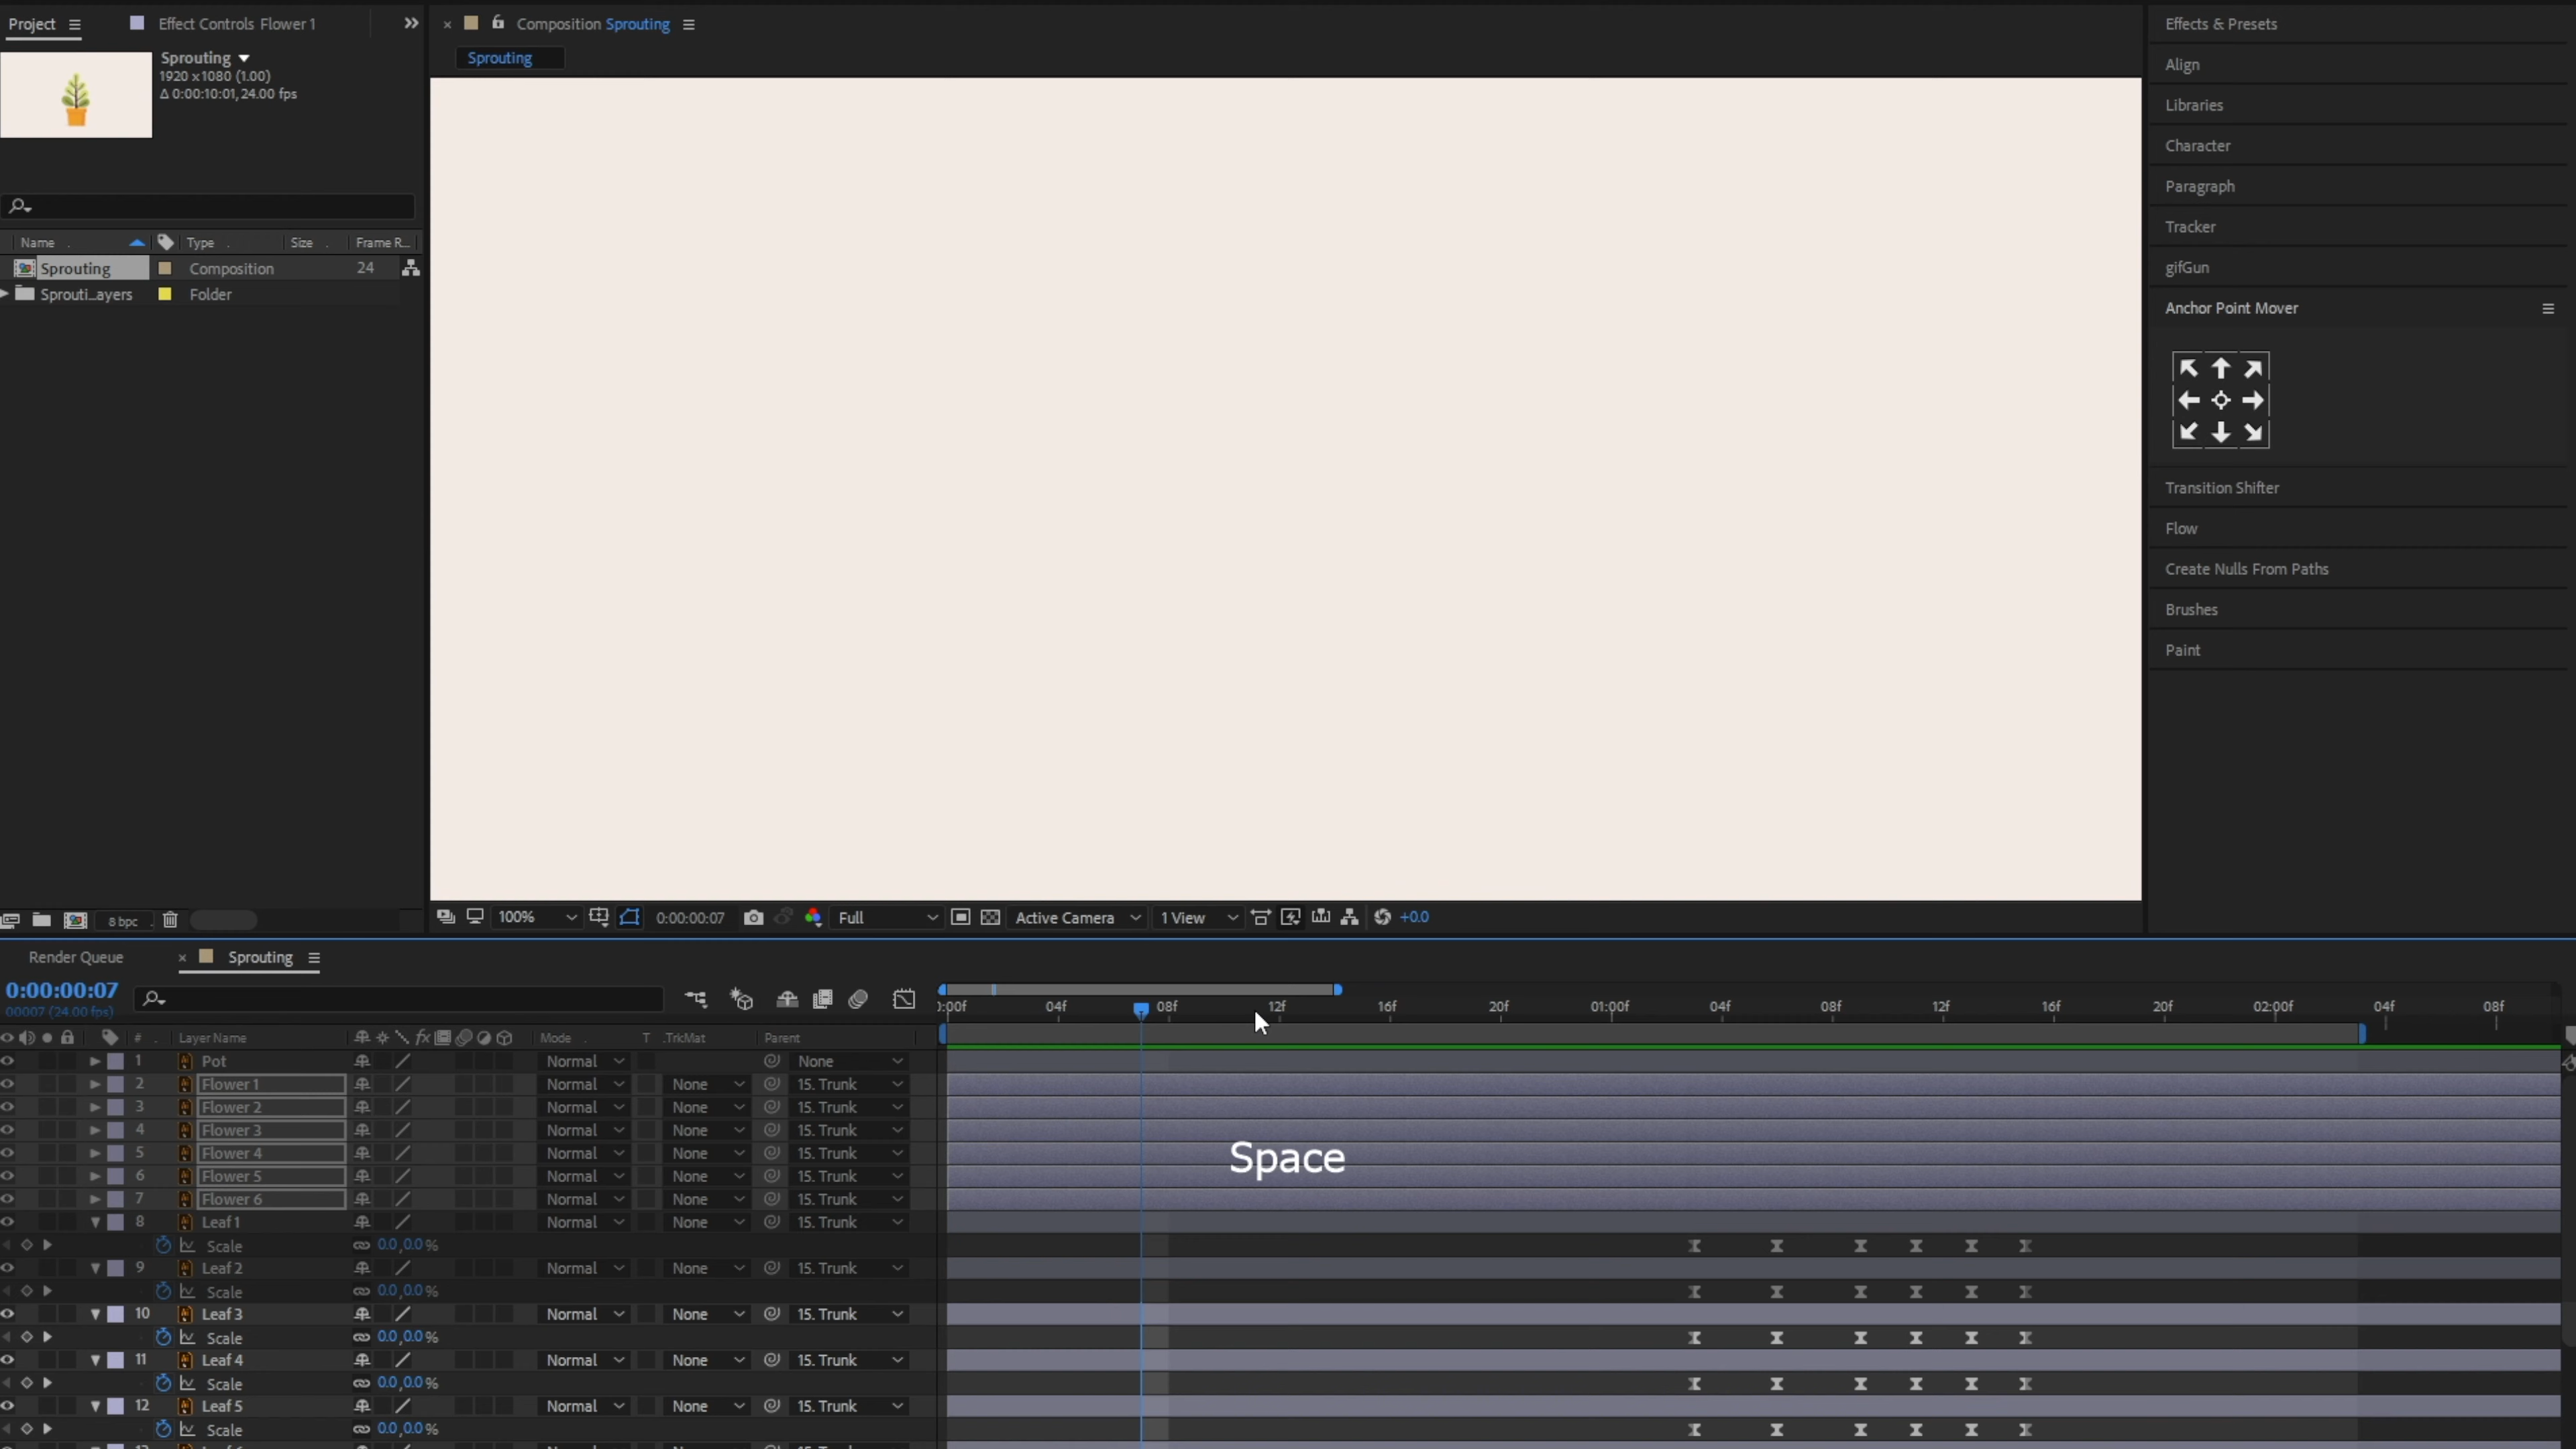 Project
Effect Controls Flower 1
Composition Sprouting
Sprouting
Sprouting
1920 x1080 (1.00)
Δ 0:00:10:01, 24.00 fps
Name
Type
Size
Frame R...
Sprouting
Composition
24
Sprouti...ayers
Folder
8 bpc
100%
0:00:00:07
Full
Active Camera
1 View
+0.0
Effects & Presets
Align
Libraries
Character
Paragraph
Tracker
gifGun
Anchor Point Mover
Transition Shifter
Flow
Create Nulls From Paths
Brushes
Paint
Render Queue
Sprouting
0:00:00:07
00007 (24.00 fps)
):00f 04f 08f 12f 16f 20f 01:00f 04f 08f 12f 16f 20f 02:00f 04f 08f
# Layer Name fx Mode T .TrkMat Parent
1 Pot Normal None
2 Flower 1 Normal None 15. Trunk
3 Flower 2 Normal None 15. Trunk
4 Flower 3 Normal None 15. Trunk
5 Flower 4 Normal None 15. Trunk
6 Flower 5 Normal None 15. Trunk
7 Flower 6 Normal None 15. Trunk
8 Leaf 1 Normal None 15. Trunk
Scale 0.0,0.0%
9 Leaf 2 Normal None 15. Trunk
Scale 0.0,0.0%
10 Leaf 3 Normal None 15. Trunk
Scale 0.0,0.0%
11 Leaf 4 Normal None 15. Trunk
Scale 0.0,0.0%
12 Leaf 5 Normal None 15. Trunk
Scale 0.0,0.0%
Space